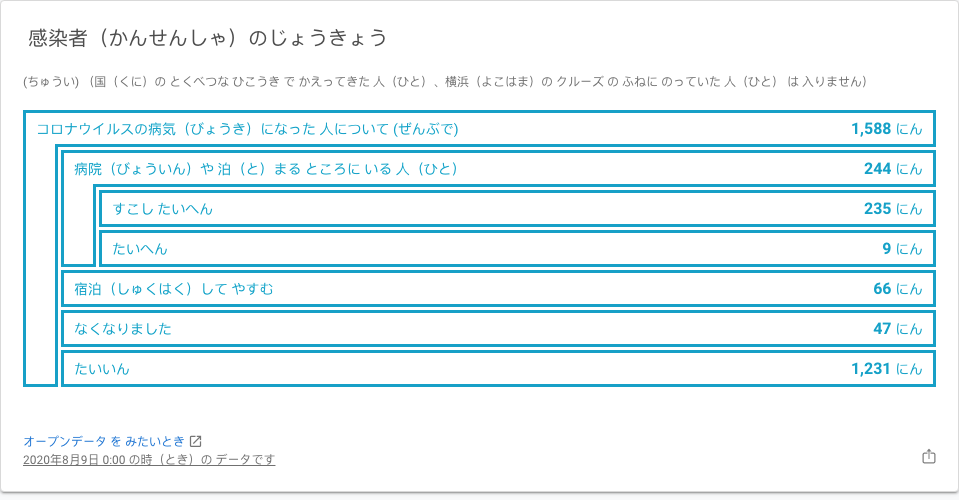 感染者（かんせんしゃ）のじょうきょう
(ちゅうい) （国（くに）の とくべつな ひこうき で かえってきた 人（ひと）、横浜（よこはま）の クルーズ の ふねに のっていた 人（ひと） は 入りません）
コロナウイルスの病気（びょうき）になった 人について (ぜんぶで) 1,588 にん
病院（びょういん）や 泊（と）まる ところに いる 人（ひと） 244 にん
すこし たいへん 235 にん
たいへん 9 にん
宿泊（しゅくはく）して やすむ 66 にん
なくなりました 47 にん
たいいん 1,231 にん
オープンデータ を みたいとき
2020年8月9日 0:00 の時（とき）の データです